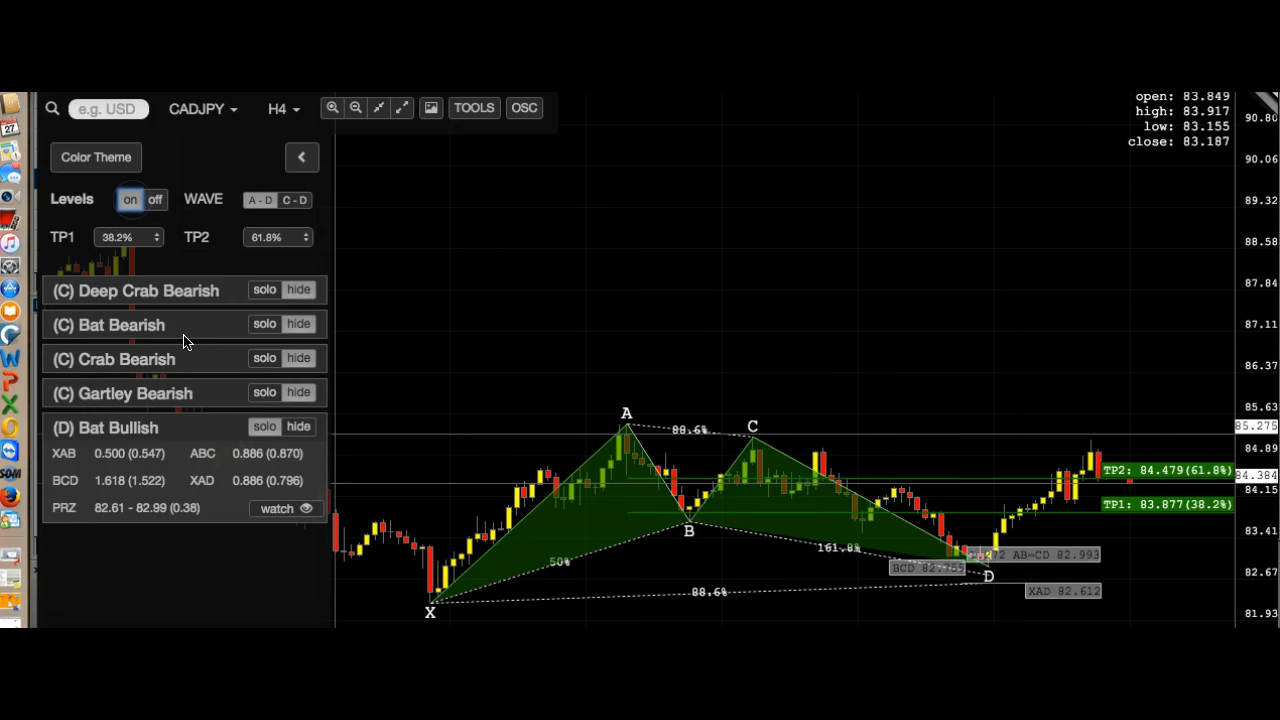 e.g. USD CADJPY H4 TOOLS OSC
open: 83.849
high: 83.917
low: 83.155
close: 83.187
Color Theme
Levels on off WAVE A - D C - D
TP1 38.2% TP2 61.8%
(C) Deep Crab Bearish solo hide
(C) Bat Bearish solo hide
(C) Crab Bearish solo hide
(C) Gartley Bearish solo hide
(D) Bat Bullish solo hide
XAB 0.500 (0.547) ABC 0.886 (0.870)
BCD 1.618 (1.522) XAD 0.886 (0.796)
PRZ 82.61 - 82.99 (0.38) watch
A
88.6%
C
B
50%
161.8%
88.6%
X
D
AB=CD 82.993
BCD 82.755
XAD 82.612
TP2: 84.479(61.8%)
TP1: 83.877(38.2%)
90.80
90.06
89.32
88.58
87.84
87.11
86.37
85.63
85.275
84.89
84.384
84.15
83.41
82.67
81.93
27
SOM